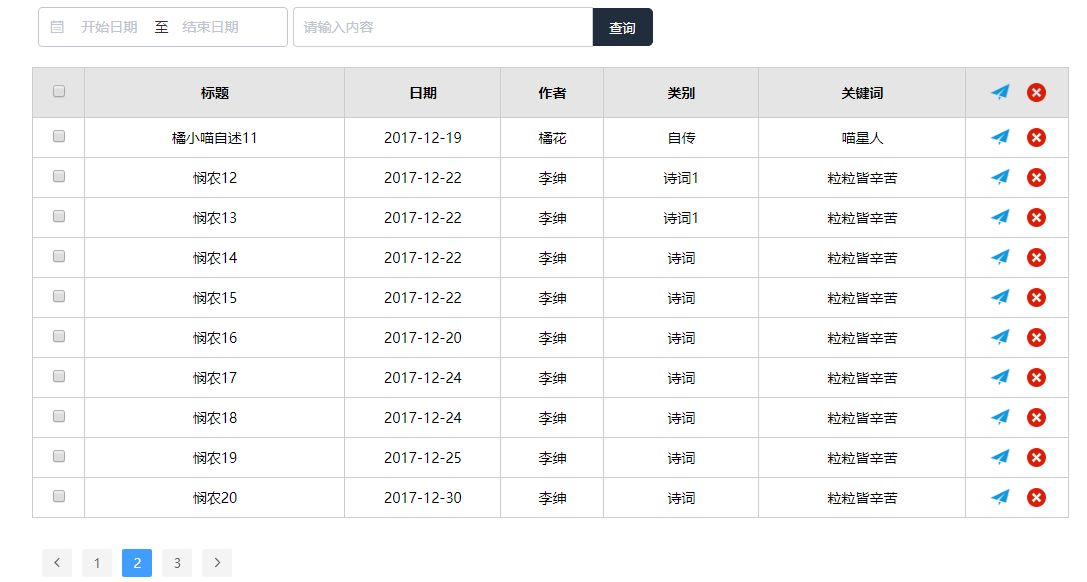 开始日期 至 结束日期 请输入内容 查询
标题 日期 作者 类别 关键词
橘小喵自述11 2017-12-19 橘花 自传 喵星人
悯农12 2017-12-22 李绅 诗词1 粒粒皆辛苦
悯农13 2017-12-22 李绅 诗词1 粒粒皆辛苦
悯农14 2017-12-22 李绅 诗词 粒粒皆辛苦
悯农15 2017-12-22 李绅 诗词 粒粒皆辛苦
悯农16 2017-12-20 李绅 诗词 粒粒皆辛苦
悯农17 2017-12-24 李绅 诗词 粒粒皆辛苦
悯农18 2017-12-24 李绅 诗词 粒粒皆辛苦
悯农19 2017-12-25 李绅 诗词 粒粒皆辛苦
悯农20 2017-12-30 李绅 诗词 粒粒皆辛苦
1 2 3